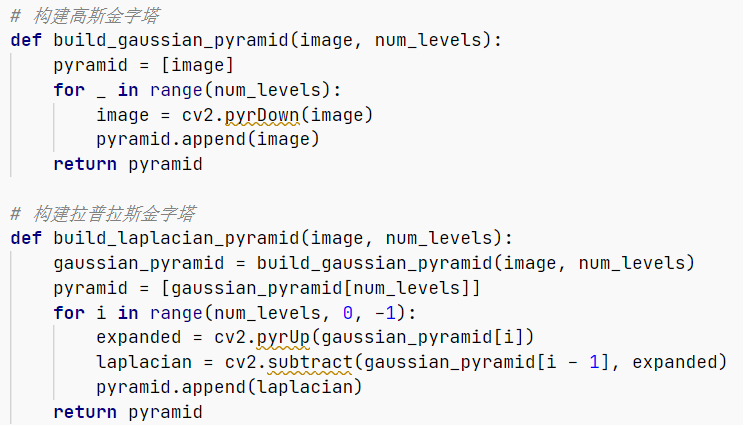 # 构建高斯金字塔
def build_gaussian_pyramid(image, num_levels):
    pyramid = [image]
    for _ in range(num_levels):
        image = cv2.pyrDown(image)
        pyramid.append(image)
    return pyramid

# 构建拉普拉斯金字塔
def build_laplacian_pyramid(image, num_levels):
    gaussian_pyramid = build_gaussian_pyramid(image, num_levels)
    pyramid = [gaussian_pyramid[num_levels]]
    for i in range(num_levels, 0, -1):
        expanded = cv2.pyrUp(gaussian_pyramid[i])
        laplacian = cv2.subtract(gaussian_pyramid[i - 1], expanded)
        pyramid.append(laplacian)
    return pyramid